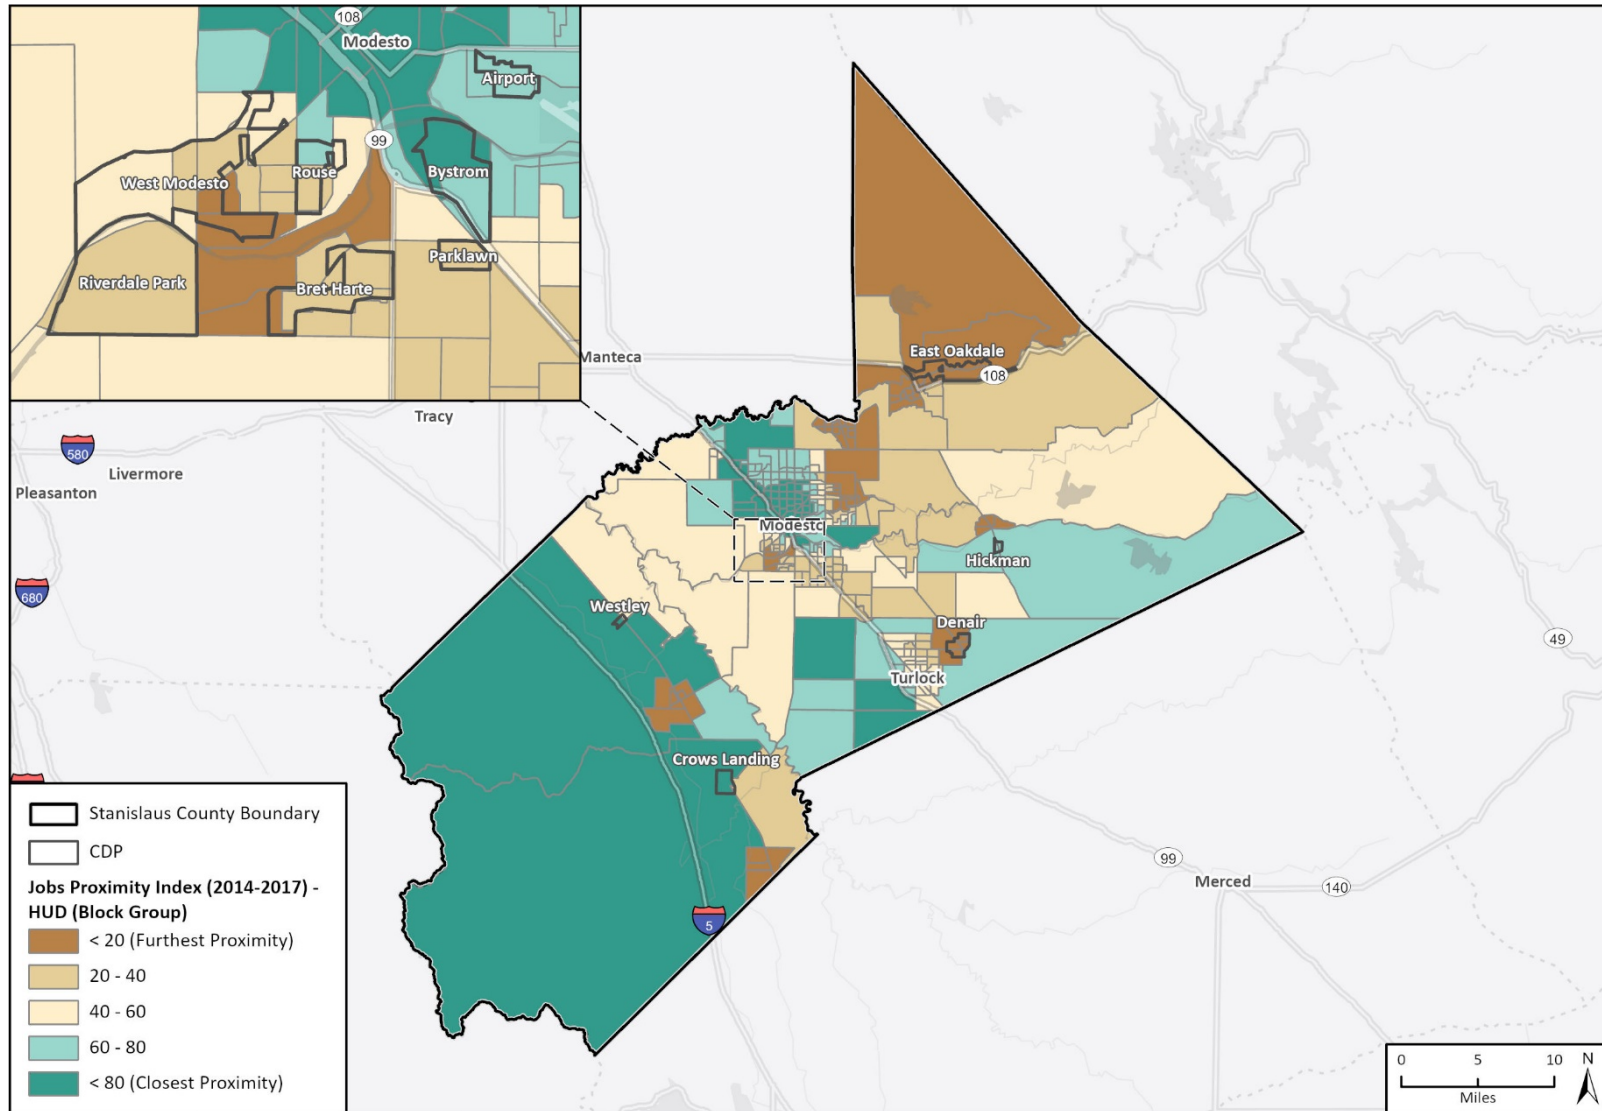 108
Modesto
Airport
99
West Modesto
Rouse
Bystrom
Riverdale Park
Bret Harte
Parklawn
Manteca
Tracy
580
Livermore
Pleasanton
680
East Oakdale
108
Modesto
Hickman
Westley
Denair
Turlock
Crows Landing
49
99
Merced
140
5
Stanislaus County Boundary
CDP
Jobs Proximity Index (2014-2017) -
HUD (Block Group)
< 20 (Furthest Proximity)
20 - 40
40 - 60
60 - 80
< 80 (Closest Proximity)
0 5 10
Miles
N